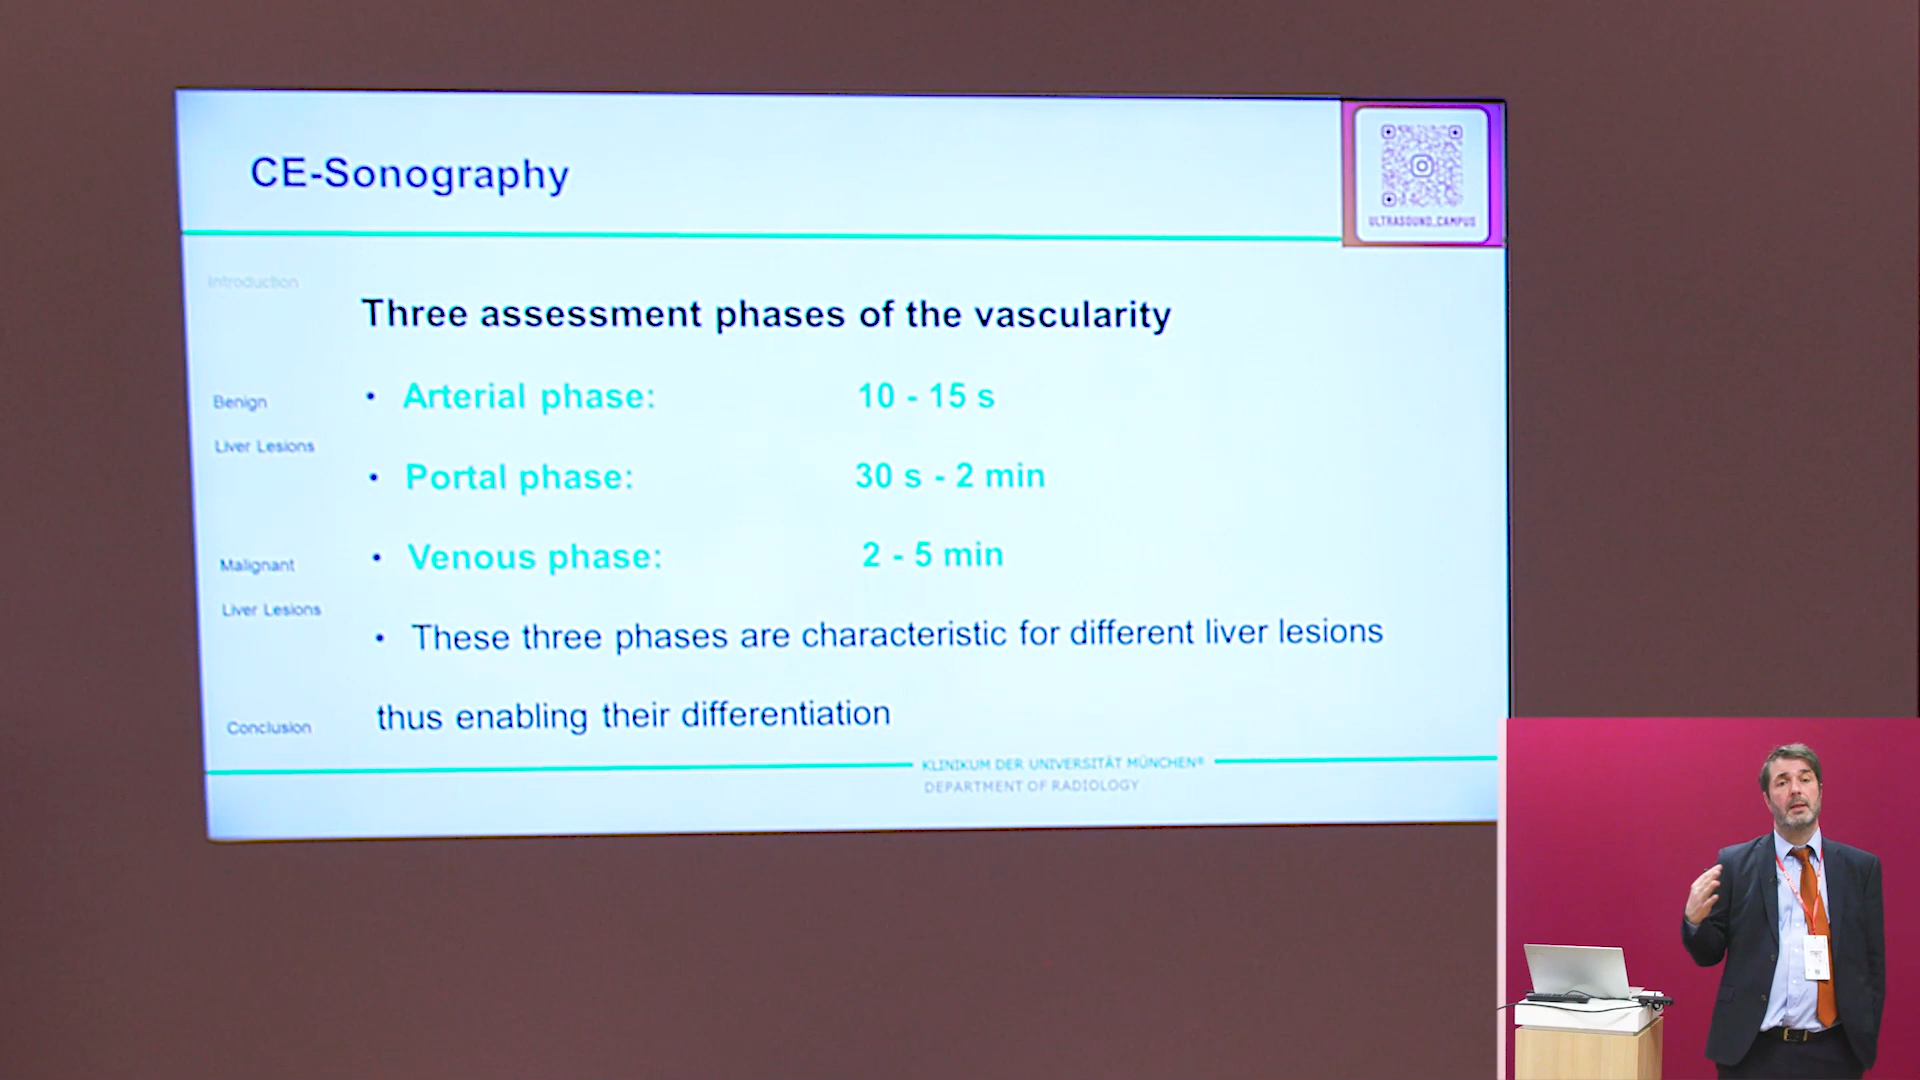 CE-Sonography
ULTRASOUND_CAMPUS
Introduction
Benign
Liver Lesions
Malignant
Liver Lesions
Conclusion
Three assessment phases of the vascularity
• Arterial phase: 10 - 15 s
• Portal phase: 30 s - 2 min
• Venous phase: 2 - 5 min
• These three phases are characteristic for different liver lesions
thus enabling their differentiation
KLINIKUM DER UNIVERSITÄT MÜNCHEN®
DEPARTMENT OF RADIOLOGY